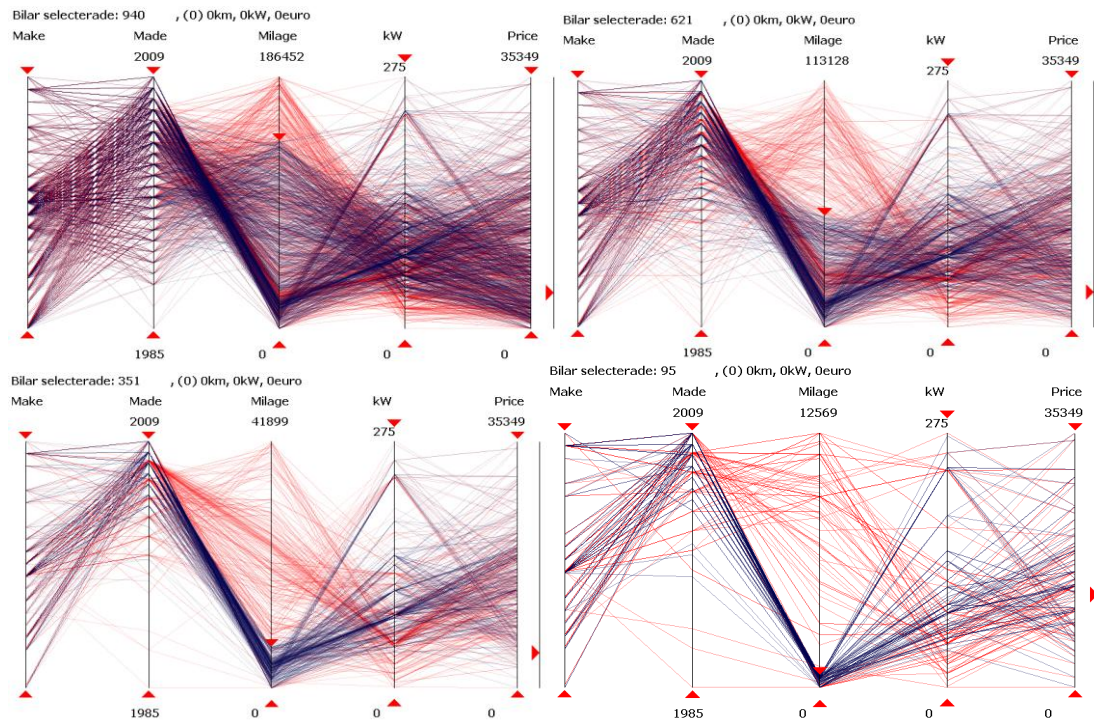 Bilar selecterade: 940 , (0) 0km, 0kW, 0euro
Make Made Milage kW Price
2009 186452 275 35349
1985 0 0 0
Bilar selecterade: 621 , (0) 0km, 0kW, 0euro
Make Made Milage kW Price
2009 113128 275 35349
1985 0 0 0
Bilar selecterade: 351 , (0) 0km, 0kW, 0euro
Make Made Milage kW Price
2009 41899 275 35349
1985 0 0 0
Bilar selecterade: 95 , (0) 0km, 0kW, 0euro
Make Made Milage kW Price
2009 12569 275 35349
1985 0 0 0